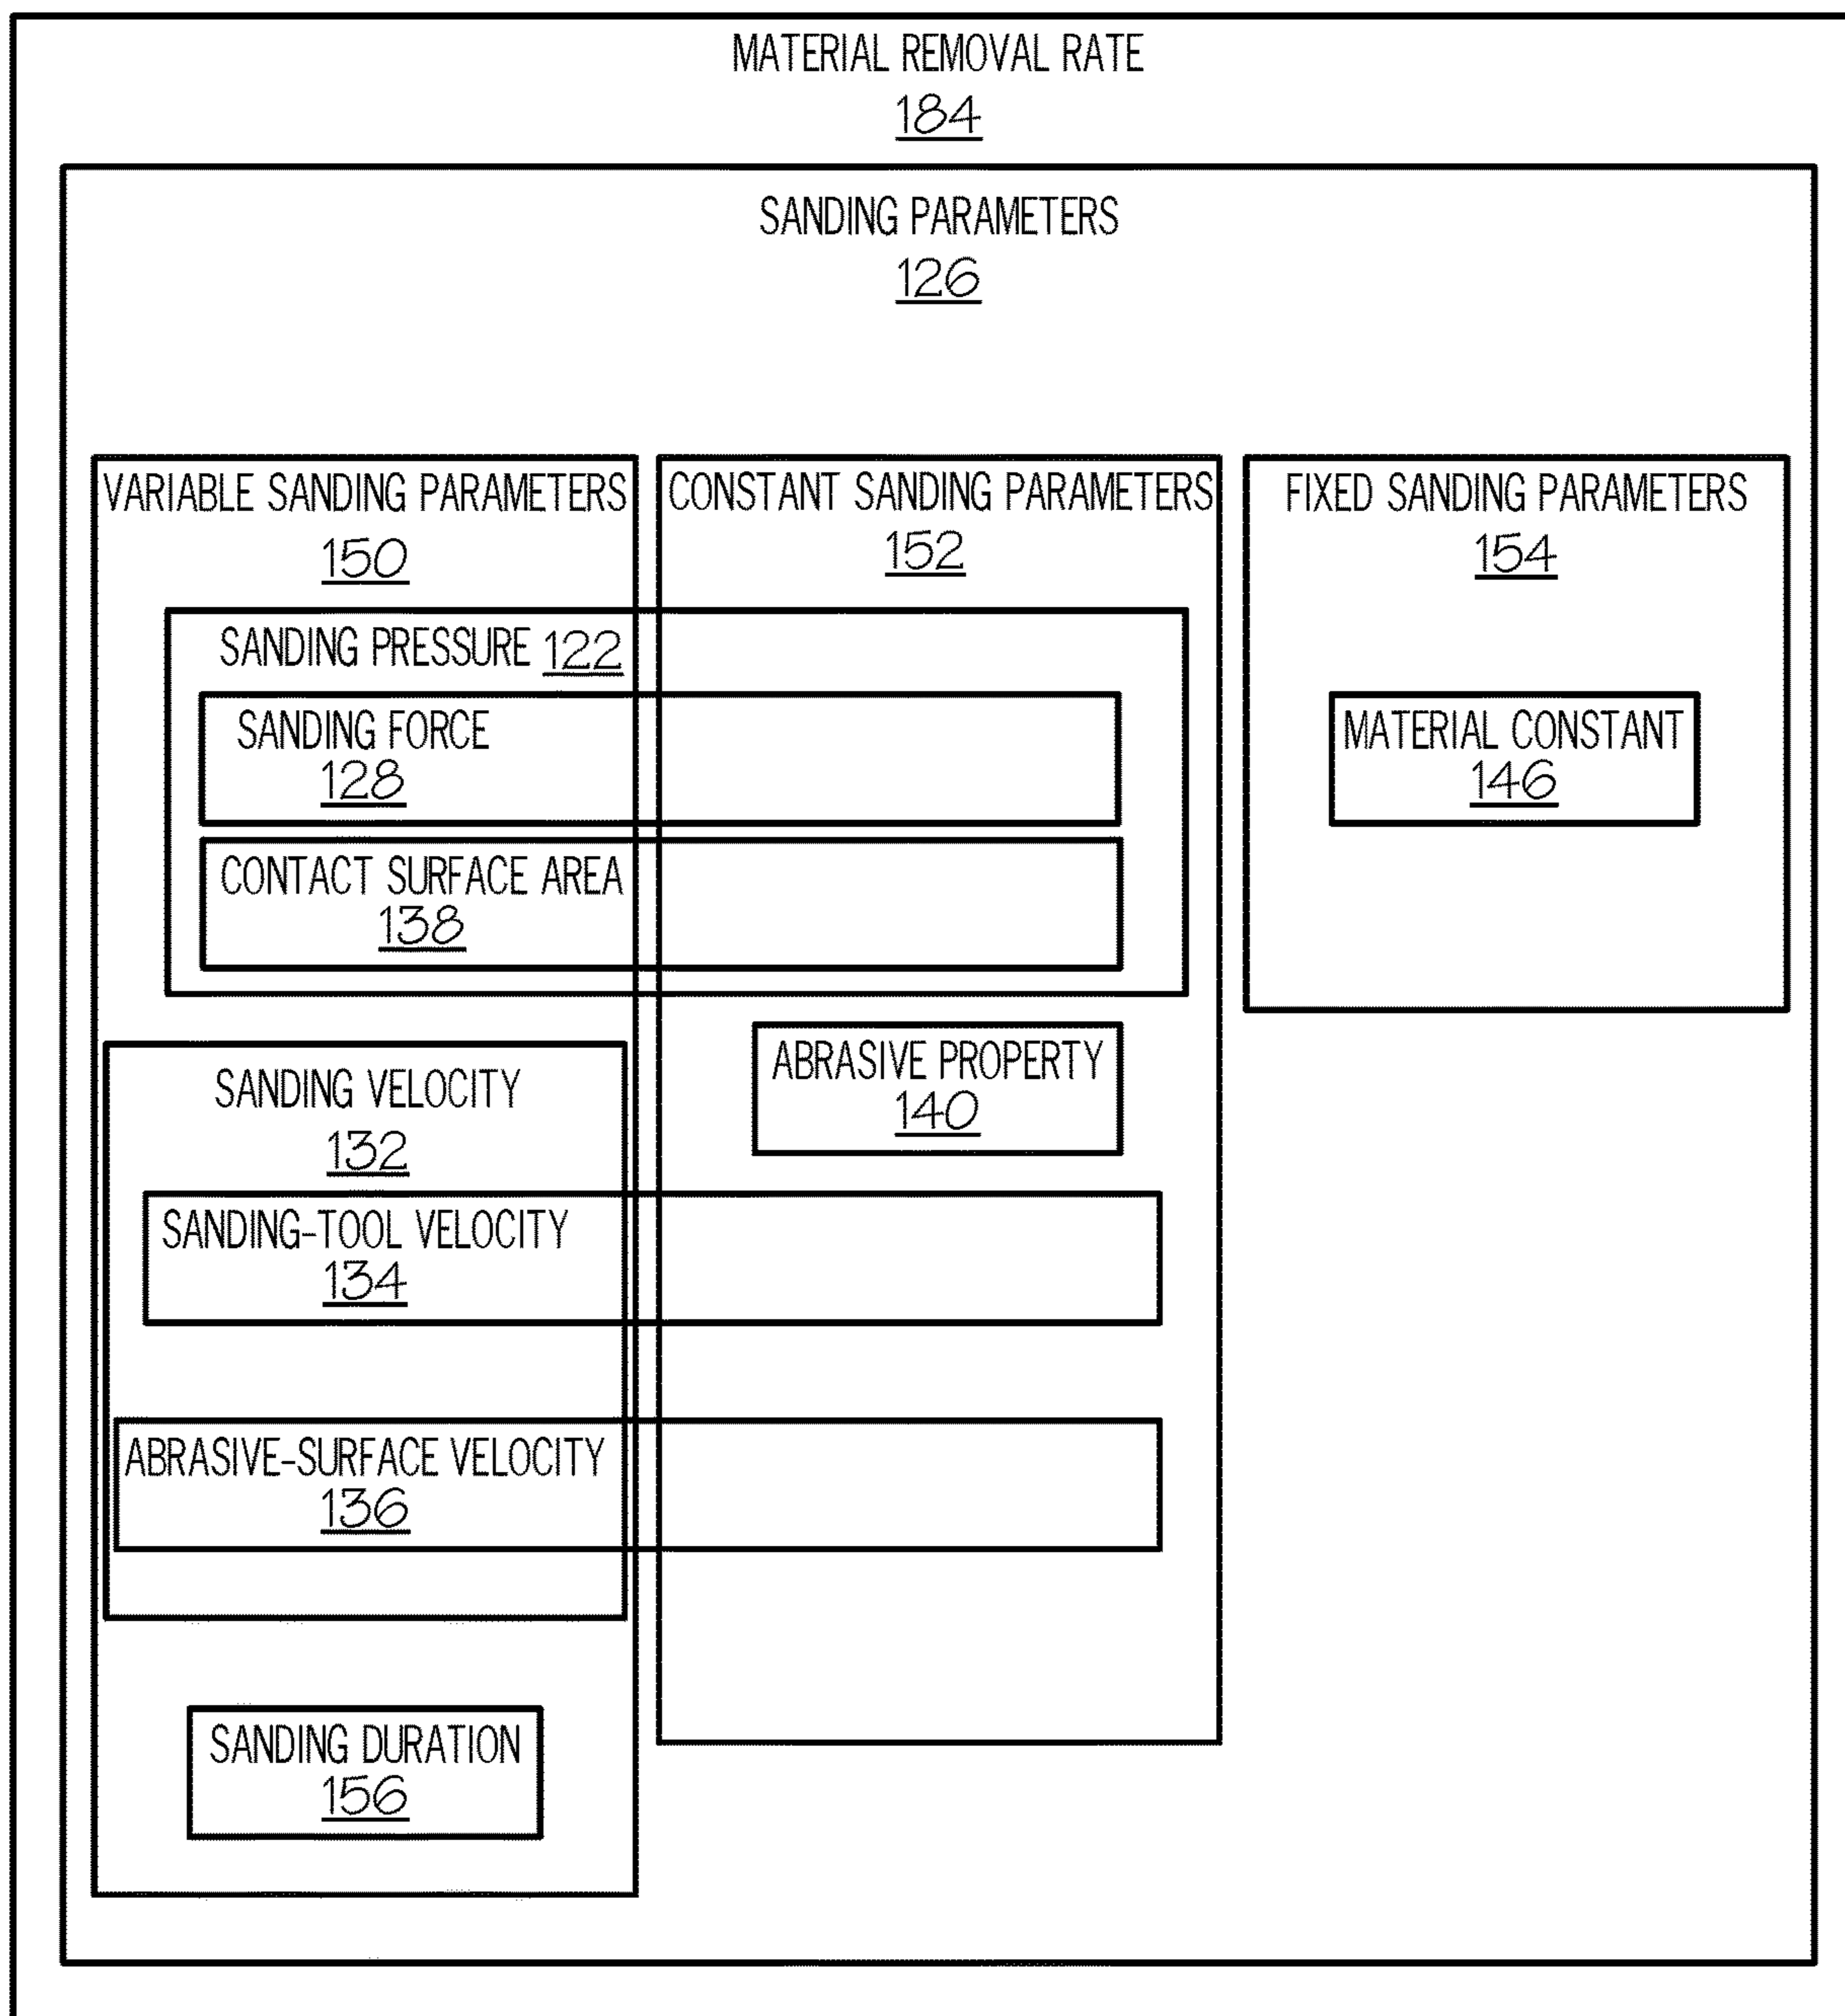 MATERIAL REMOVAL RATE
184
SANDING PARAMETERS
126
VARIABLE SANDING PARAMETERS
150
CONSTANT SANDING PARAMETERS
152
FIXED SANDING PARAMETERS
154
SANDING PRESSURE 122
SANDING FORCE
128
MATERIAL CONSTANT
146
CONTACT SURFACE AREA
138
ABRASIVE PROPERTY
140
SANDING VELOCITY
132
SANDING-TOOL VELOCITY
134
ABRASIVE-SURFACE VELOCITY
136
SANDING DURATION
156